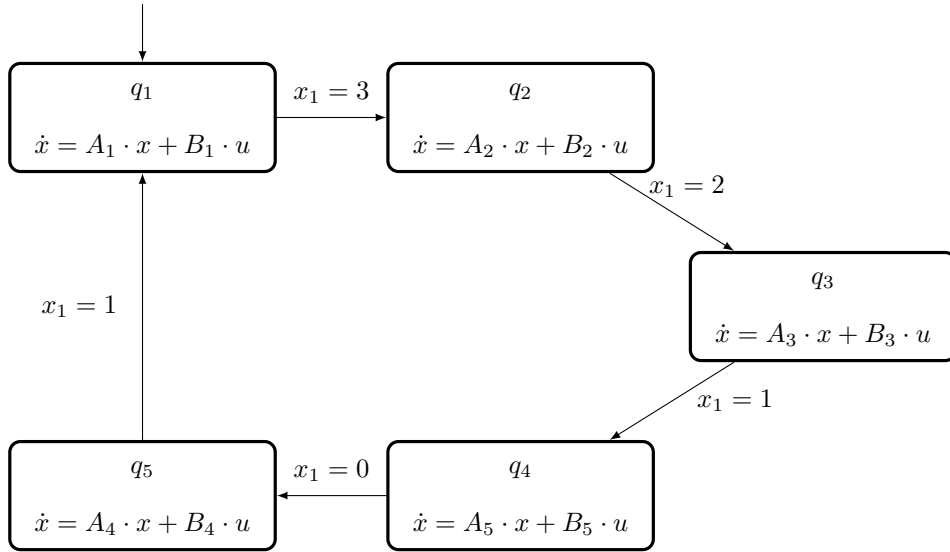 q₁
ẋ = A₁ · x + B₁ · u
x₁ = 3
q₂
ẋ = A₂ · x + B₂ · u
x₁ = 2
q₃
ẋ = A₃ · x + B₃ · u
x₁ = 1
q₄
ẋ = A₅ · x + B₅ · u
x₁ = 0
q₅
ẋ = A₄ · x + B₄ · u
x₁ = 1